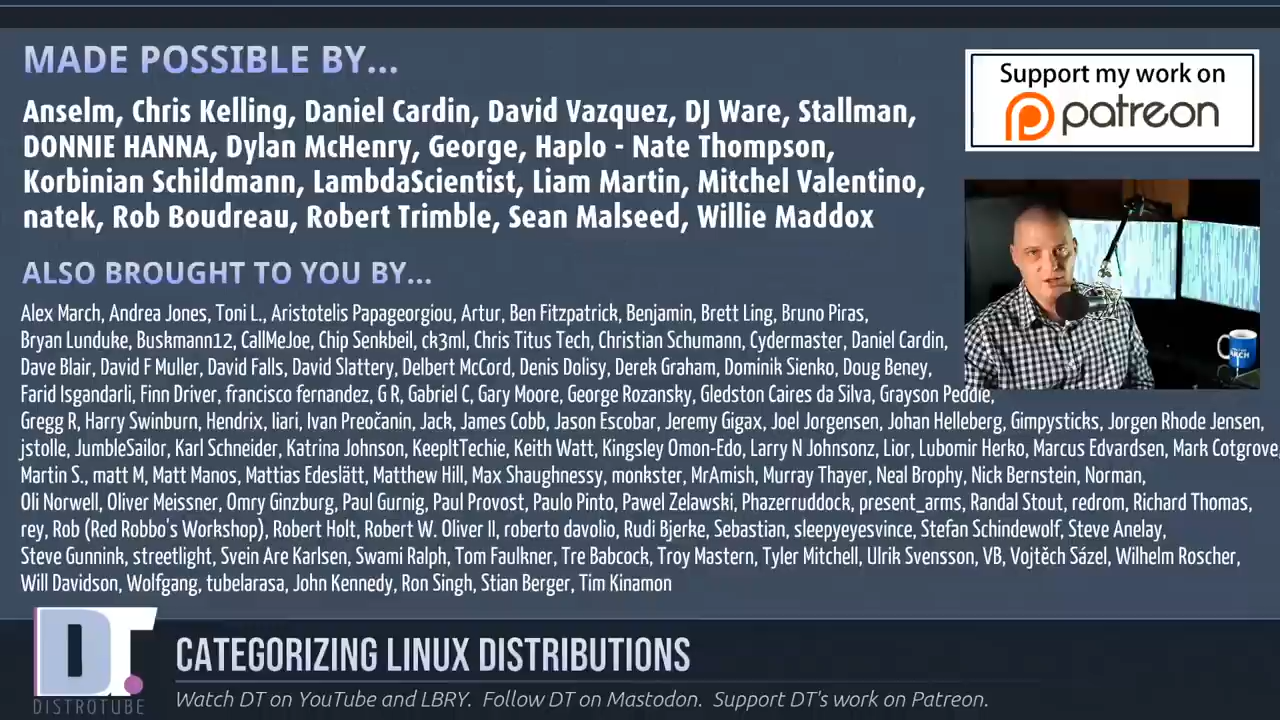 MADE POSSIBLE BY...
Anselm, Chris Kelling, Daniel Cardin, David Vazquez, DJ Ware, Stallman,
DONNIE HANNA, Dylan McHenry, George, Haplo - Nate Thompson,
Korbinian Schildmann, LambdaScientist, Liam Martin, Mitchel Valentino,
natek, Rob Boudreau, Robert Trimble, Sean Malseed, Willie Maddox
Support my work on
patreon
ALSO BROUGHT TO YOU BY...
Alex March, Andrea Jones, Toni L., Aristotelis Papageorgiou, Artur, Ben Fitzpatrick, Benjamin, Brett Ling, Bruno Piras,
Bryan Lunduke, Buskmann12, CallMeJoe, Chip Senkbeil, ck3ml, Chris Titus Tech, Christian Schumann, Cydermaster, Daniel Cardin,
Dave Blair, David F Muller, David Falls, David Slattery, Delbert McCord, Denis Dolisy, Derek Graham, Dominik Sienko, Doug Beney,
Farid Isgandarli, Finn Driver, francisco fernandez, G R, Gabriel C, Gary Moore, George Rozansky, Gledston Caires da Silva, Grayson Peddie,
Gregg R, Harry Swinburn, Hendrix, Iiari, Ivan Preočanin, Jack, James Cobb, Jason Escobar, Jeremy Gigax, Joel Jorgensen, Johan Helleberg, Gimpysticks, Jorgen Rhode Jensen,
jstolle, JumbleSailor, Karl Schneider, Katrina Johnson, KeepItTechie, Keith Watt, Kingsley Omon-Edo, Larry N Johnsonz, Lior, Lubomir Herko, Marcus Edvardsen, Mark Cotgrove,
Martin S., matt M, Matt Manos, Mattias Edeslätt, Matthew Hill, Max Shaughnessy, monkster, MrAmish, Murray Thayer, Neal Brophy, Nick Bernstein, Norman,
Oli Norwell, Oliver Meissner, Omry Ginzburg, Paul Gurnig, Paul Provost, Paulo Pinto, Pawel Zelawski, Phazerruddock, present_arms, Randal Stout, redrom, Richard Thomas,
rey, Rob (Red Robbo's Workshop), Robert Holt, Robert W. Oliver II, roberto davolio, Rudi Bjerke, Sebastian, sleepyeyesvince, Stefan Schindewolf, Steve Anelay,
Steve Gunnink, streetlight, Svein Are Karlsen, Swami Ralph, Tom Faulkner, Tre Babcock, Troy Mastern, Tyler Mitchell, Ulrik Svensson, VB, Vojtěch Sázel, Wilhelm Roscher,
Will Davidson, Wolfgang, tubelarasa, John Kennedy, Ron Singh, Stian Berger, Tim Kinamon
DT
DISTROTUBE
CATEGORIZING LINUX DISTRIBUTIONS
Watch DT on YouTube and LBRY. Follow DT on Mastodon. Support DT's work on Patreon.